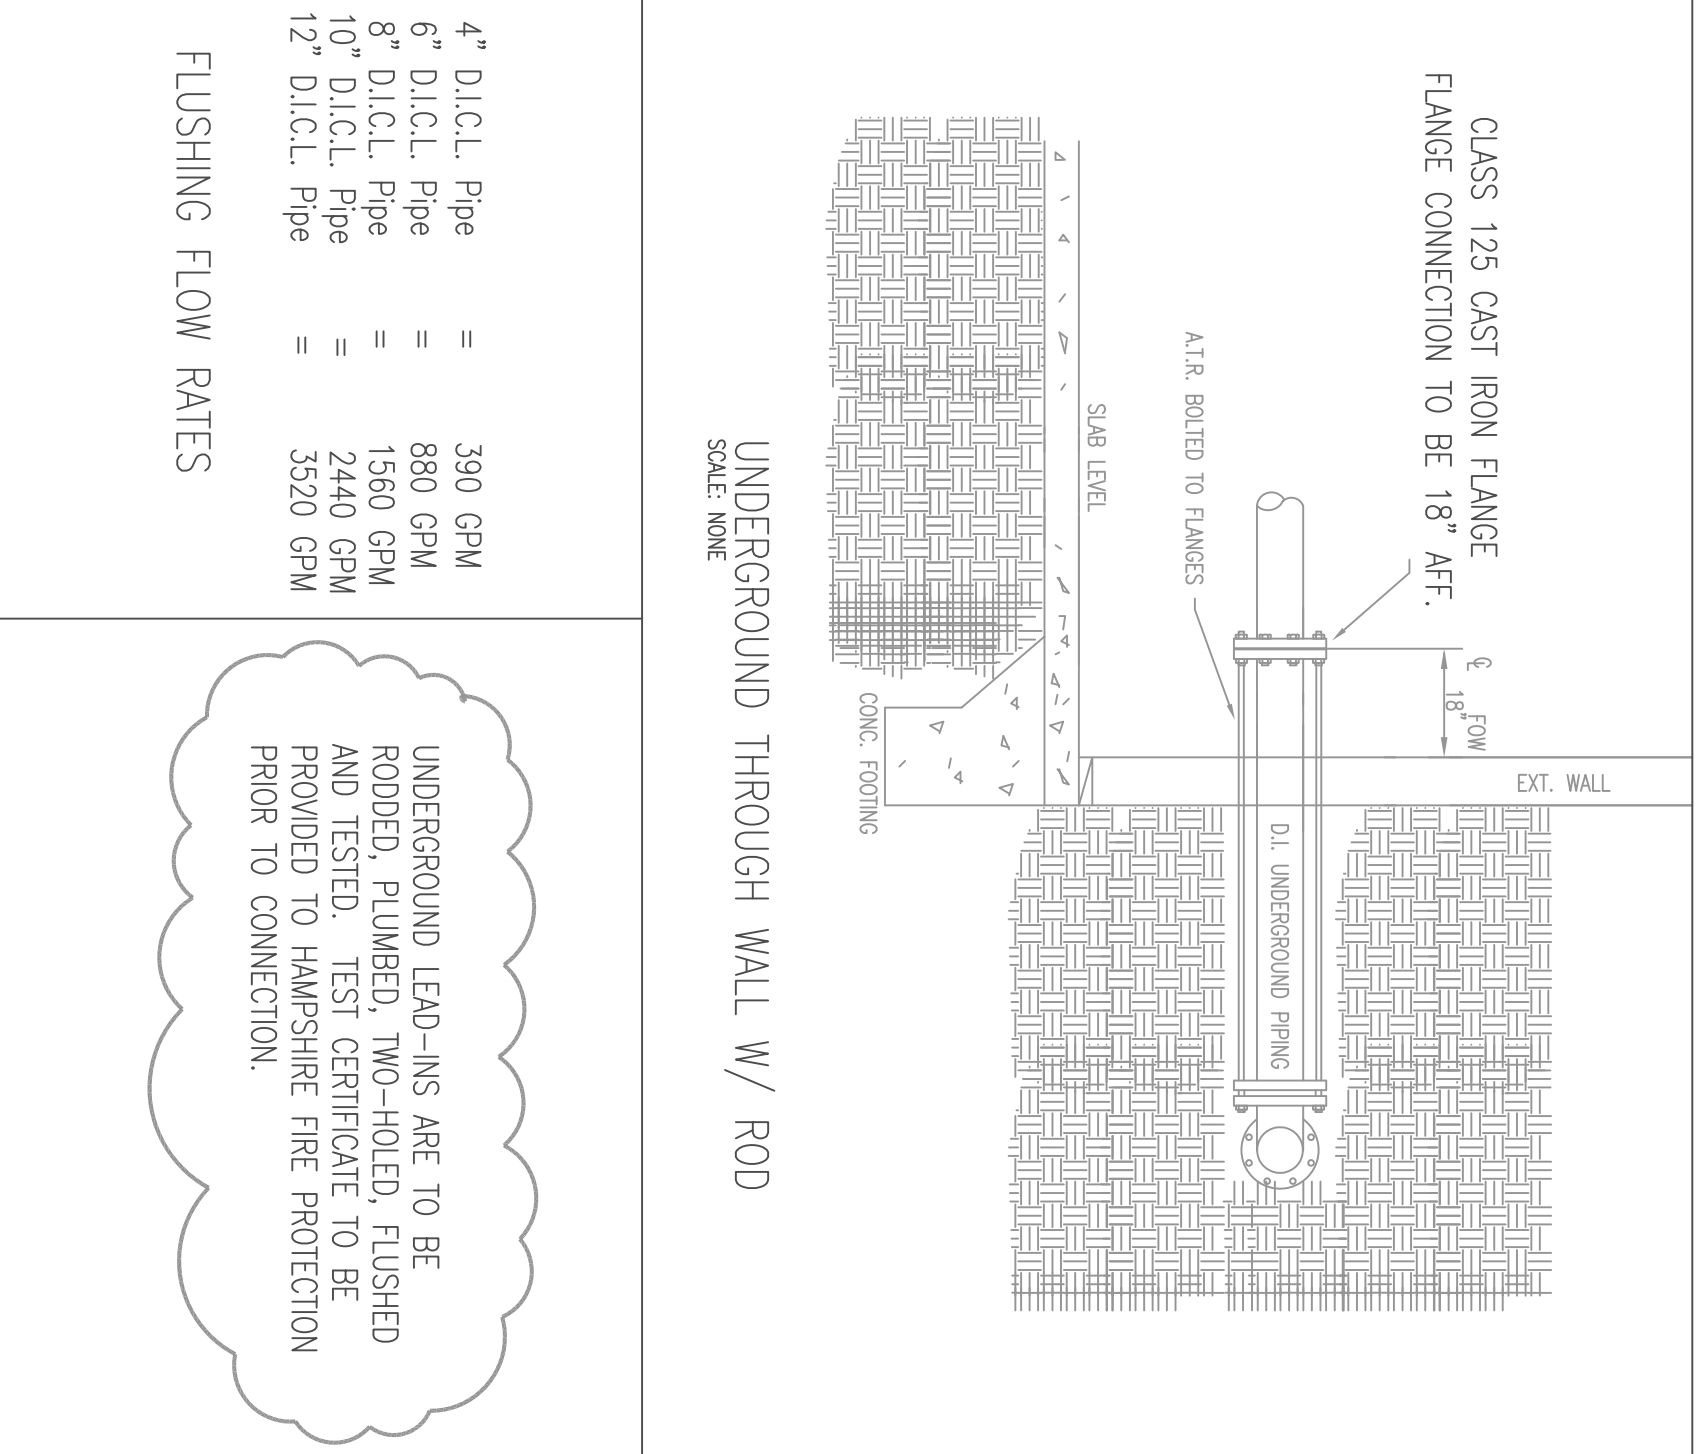 CLASS 125 CAST IRON FLANGE
FLANGE CONNECTION TO BE 18" AFF.
℄
18"
FOW
EXT. WALL
A.T.R. BOLTED TO FLANGES
D.I. UNDERGROUND PIPING
SLAB LEVEL
CONC. FOOTING
UNDERGROUND THROUGH WALL W/ ROD
SCALE: NONE
4" D.I.C.L. Pipe = 390 GPM
6" D.I.C.L. Pipe = 880 GPM
8" D.I.C.L. Pipe = 1560 GPM
10" D.I.C.L. Pipe = 2440 GPM
12" D.I.C.L. Pipe = 3520 GPM
FLUSHING FLOW RATES
UNDERGROUND LEAD-INS ARE TO BE
RODDED, PLUMBED, TWO-HOLED, FLUSHED
AND TESTED. TEST CERTIFICATE TO BE
PROVIDED TO HAMPSHIRE FIRE PROTECTION
PRIOR TO CONNECTION.